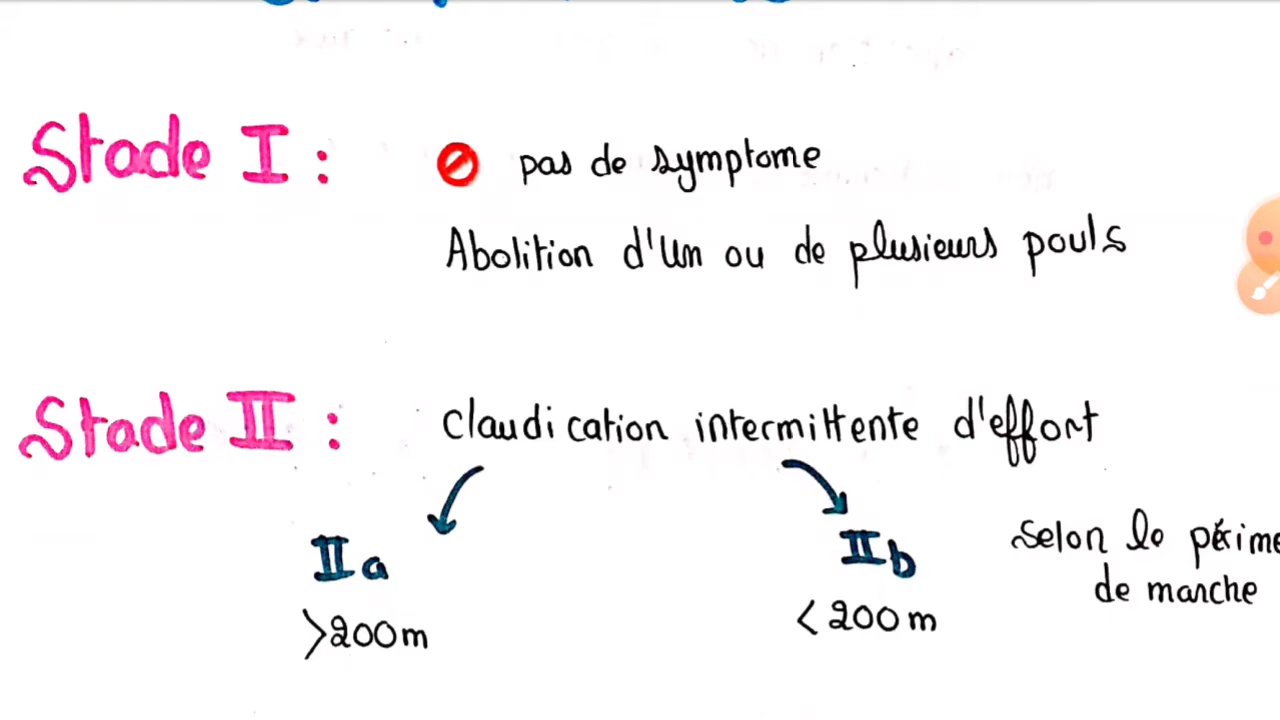 Stade I :
pas de symptome
Abolition d'un ou de plusieurs pouls
Stade II :
claudication intermittente d'effort
IIa
IIb
selon le périme
de marche
>200m
<200m